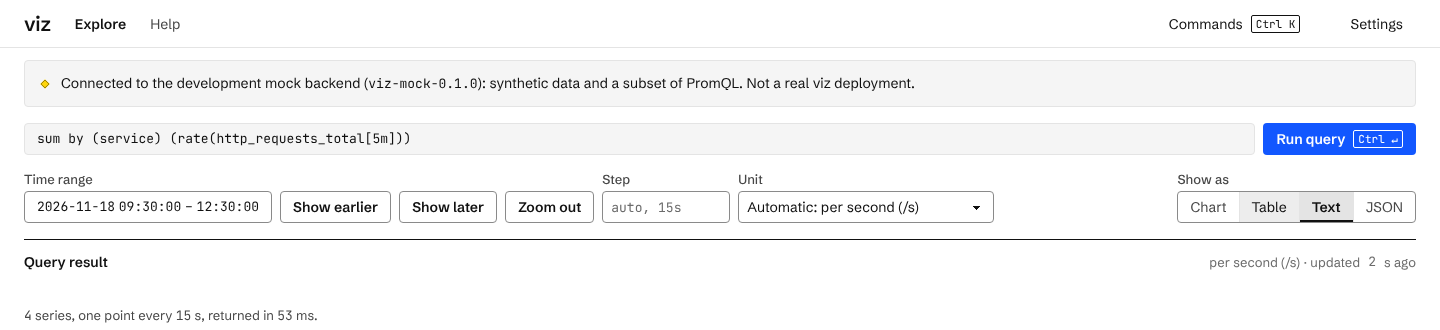 viz Explore Help Commands Ctrl K Settings
Connected to the development mock backend (viz-mock-0.1.0): synthetic data and a subset of PromQL. Not a real viz deployment.
sum by (service) (rate(http_requests_total[5m])) Run query Ctrl ↵
Time range Step Unit Show as
2026-11-18 09:30:00 – 12:30:00 Show earlier Show later Zoom out auto, 15s Automatic: per second (/s) Chart Table Text JSON
Query result per second (/s) · updated 2 s ago
4 series, one point every 15 s, returned in 53 ms.